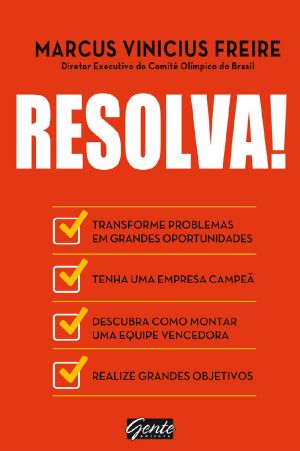 MARCUS VINICIUS FREIRE
Diretor Executivo do Comitê Olímpico do Brasil
RESOLVA!
TRANSFORME PROBLEMAS
EM GRANDES OPORTUNIDADES
TENHA UMA EMPRESA CAMPEÃ
DESCUBRA COMO MONTAR
UMA EQUIPE VENCEDORA
REALIZE GRANDES OBJETIVOS
Gente
editora